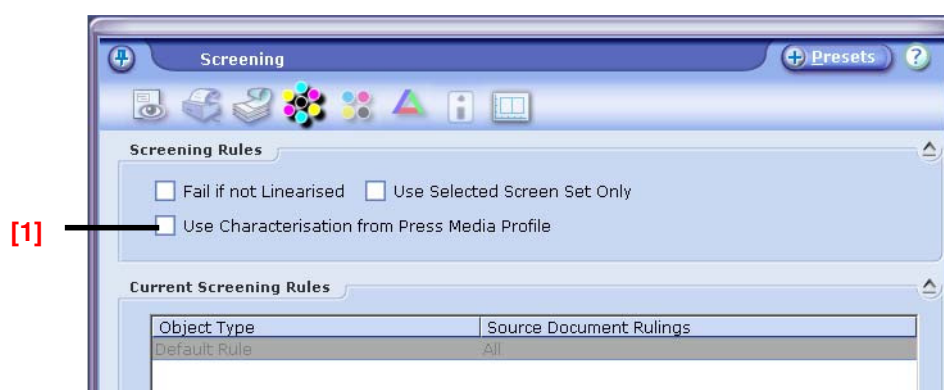 Screening
Presets ?
Screening Rules
Fail if not Linearised Use Selected Screen Set Only
[1] Use Characterisation from Press Media Profile
Current Screening Rules
Object Type Source Document Rulings
Default Rule All